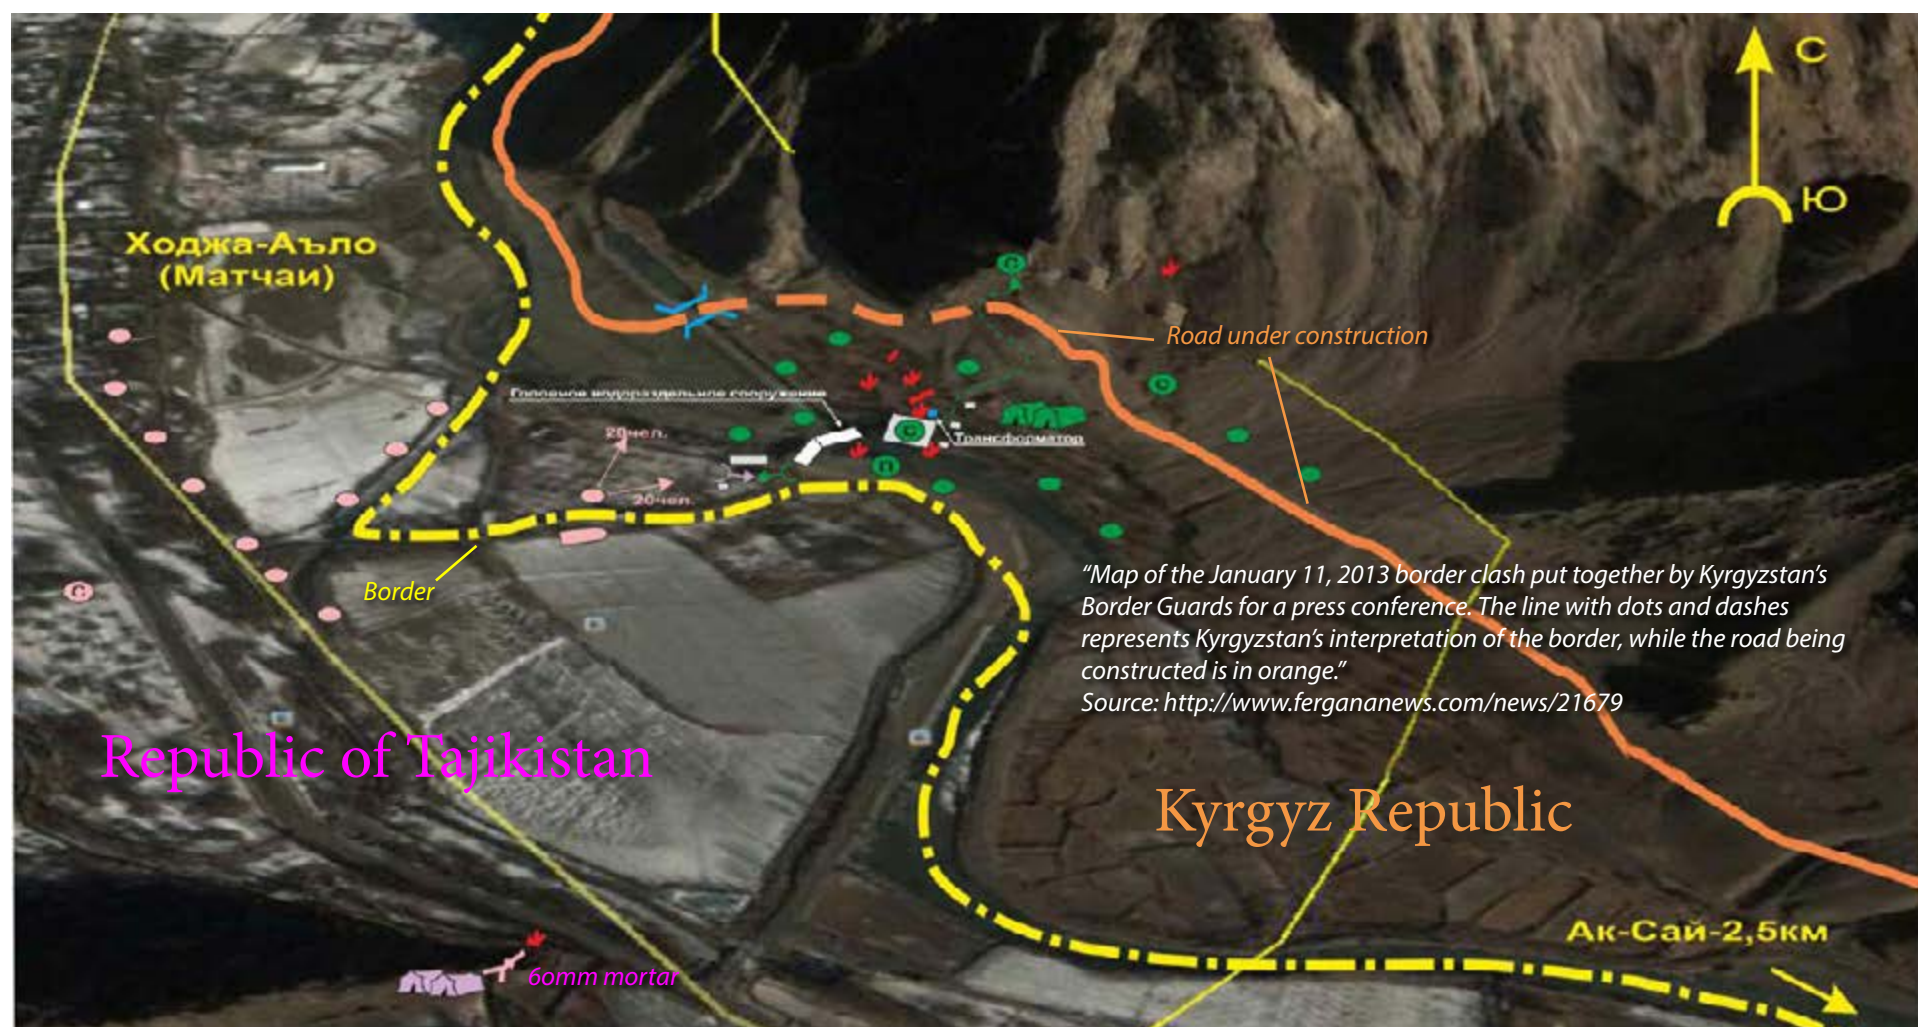 С
Ю
Ходжа-Аъло
(Матчаи)
Road under construction
Головное водораздельное сооружение
20чел.
Трансформатор
20чел.
G
G
G
G
П
Border
“Map of the January 11, 2013 border clash put together by Kyrgyzstan’s
Border Guards for a press conference. The line with dots and dashes
represents Kyrgyzstan’s interpretation of the border, while the road being
constructed is in orange.”
Source: http://www.fergananews.com/news/21679
Republic of Tajikistan
Kyrgyz Republic
Ак-Сай-2,5км
60mm mortar